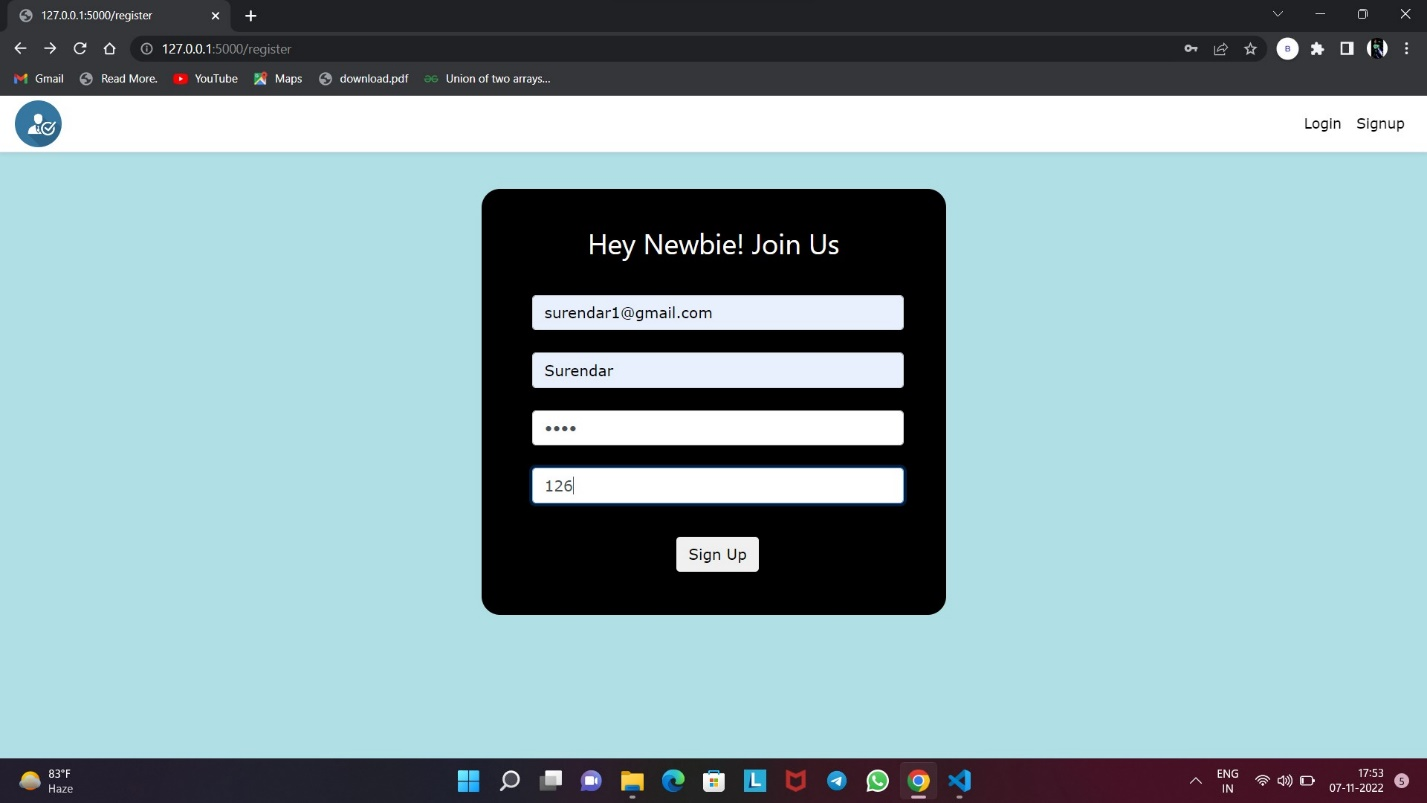 127.0.0.1:5000/register
127.0.0.1:5000/register
B
Gmail Read More. YouTube Maps download.pdf Union of two arrays...
Login Signup
Hey Newbie! Join Us
surendar1@gmail.com
Surendar
••••
126
Sign Up
83°F
Haze
L
ENG
IN
17:53
07-11-2022
5